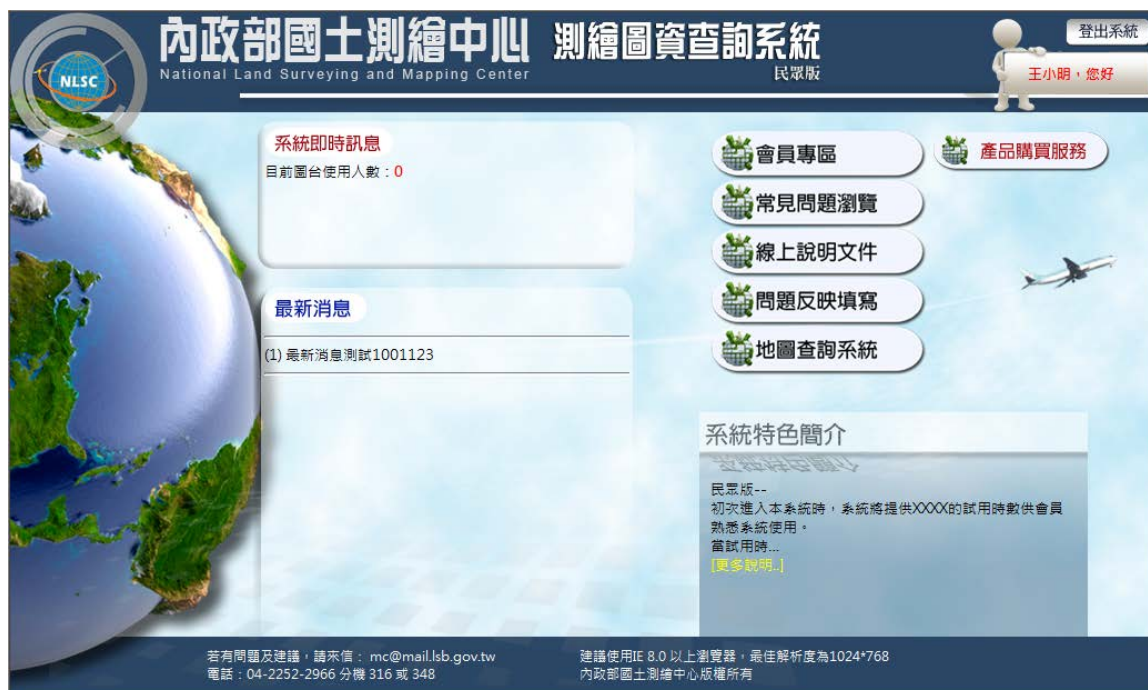 NLSC
內政部國土測繪中心 測繪圖資查詢系統
National Land Surveying and Mapping Center
民眾版
登出系統
王小明，您好
系統即時訊息
目前圖台使用人數：0
最新消息
(1) 最新消息測試1001123
會員專區
產品購買服務
常見問題瀏覽
線上說明文件
問題反映填寫
地圖查詢系統
系統特色簡介
民眾版--
初次進入本系統時，系統將提供XXXX的試用時數供會員
熟悉系統使用。
當試用時...
[更多說明..]
若有問題及建議，請來信： mc@mail.lsb.gov.tw
電話：04-2252-2966 分機 316 或 348
建議使用IE 8.0 以上瀏覽器，最佳解析度為1024*768
內政部國土測繪中心版權所有